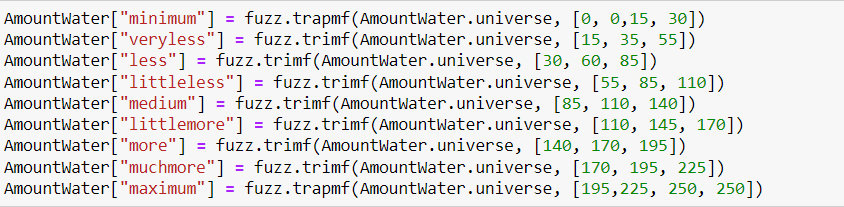 AmountWater["minimum"] = fuzz.trapmf(AmountWater.universe, [0, 0,15, 30])
AmountWater["veryless"] = fuzz.trimf(AmountWater.universe, [15, 35, 55])
AmountWater["less"] = fuzz.trimf(AmountWater.universe, [30, 60, 85])
AmountWater["littleless"] = fuzz.trimf(AmountWater.universe, [55, 85, 110])
AmountWater["medium"] = fuzz.trimf(AmountWater.universe, [85, 110, 140])
AmountWater["littlemore"] = fuzz.trimf(AmountWater.universe, [110, 145, 170])
AmountWater["more"] = fuzz.trimf(AmountWater.universe, [140, 170, 195])
AmountWater["muchmore"] = fuzz.trimf(AmountWater.universe, [170, 195, 225])
AmountWater["maximum"] = fuzz.trapmf(AmountWater.universe, [195,225, 250, 250])